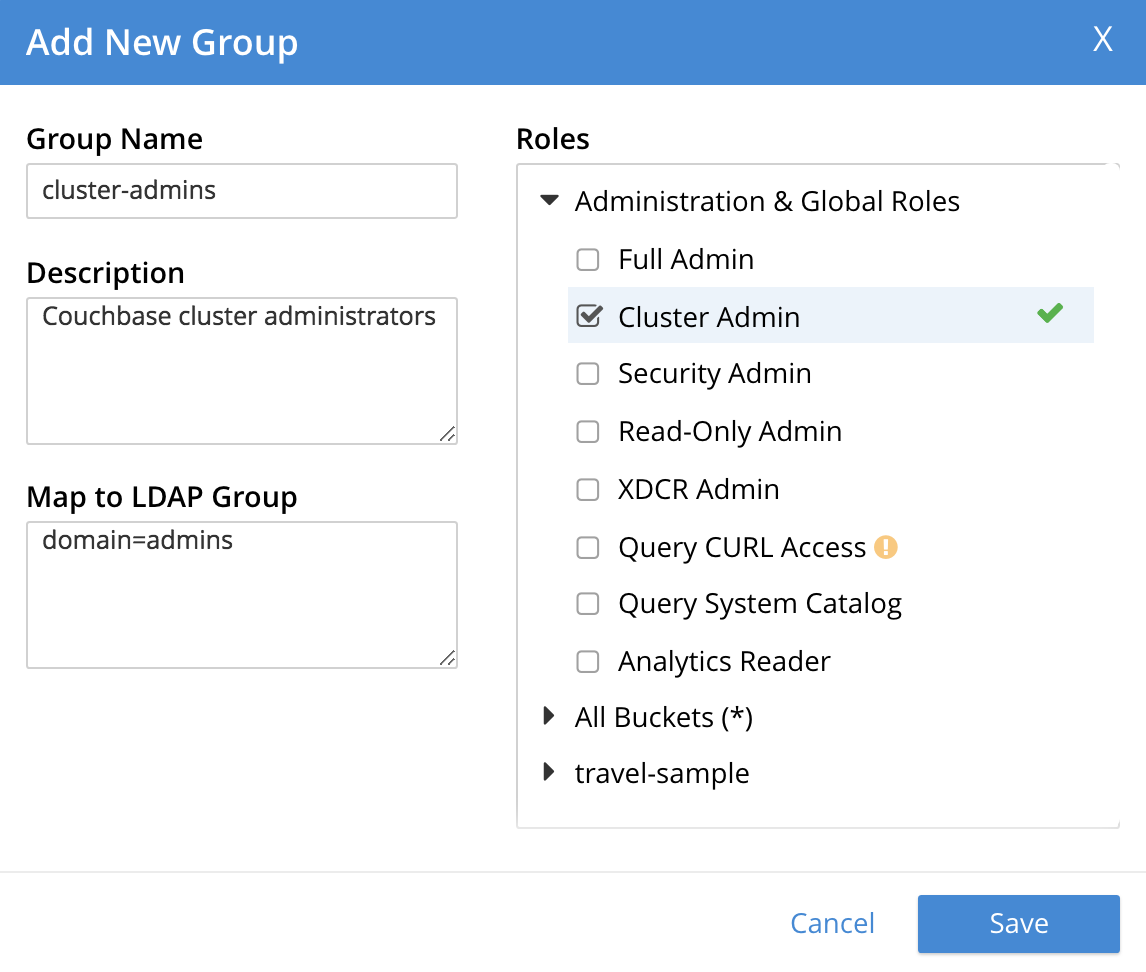 Add New Group
X
Group Name
cluster-admins
Description
Couchbase cluster administrators
Map to LDAP Group
domain=admins
Roles
Administration & Global Roles
Full Admin
Cluster Admin
Security Admin
Read-Only Admin
XDCR Admin
Query CURL Access
Query System Catalog
Analytics Reader
All Buckets (*)
travel-sample
Cancel
Save